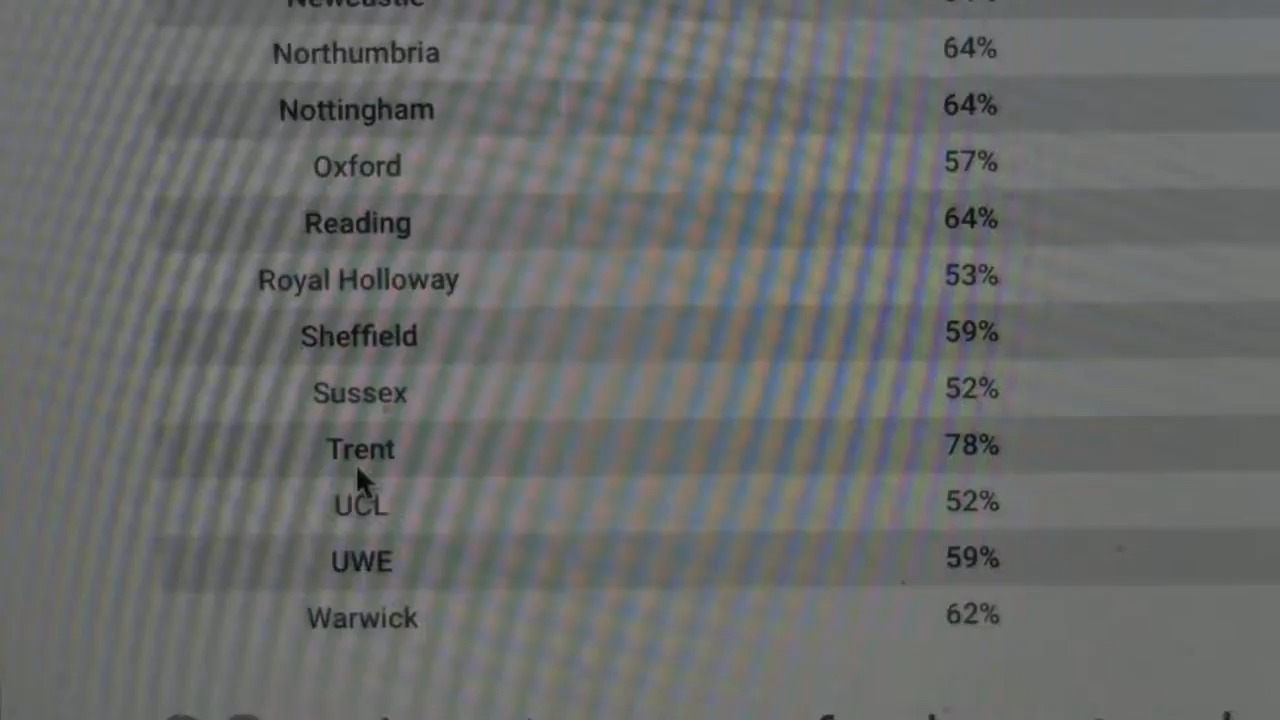 Newcastle
Northumbria 64%
Nottingham 64%
Oxford 57%
Reading 64%
Royal Holloway 53%
Sheffield 59%
Sussex 52%
Trent 78%
UCL 52%
UWE 59%
Warwick 62%